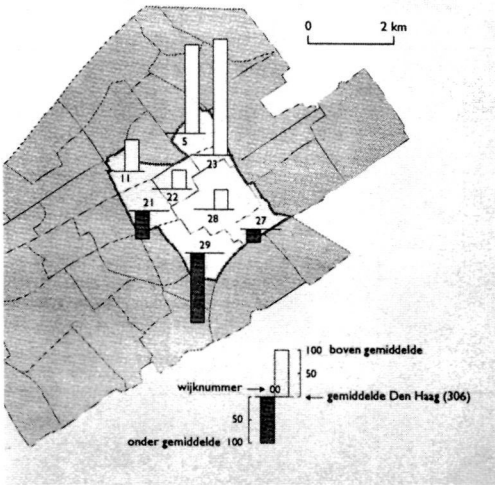 0 2 km
5
23
11
22
21
28
27
29
100 boven gemiddelde
50
wijknummer → 00
← gemiddelde Den Haag (306)
50
onder gemiddelde 100